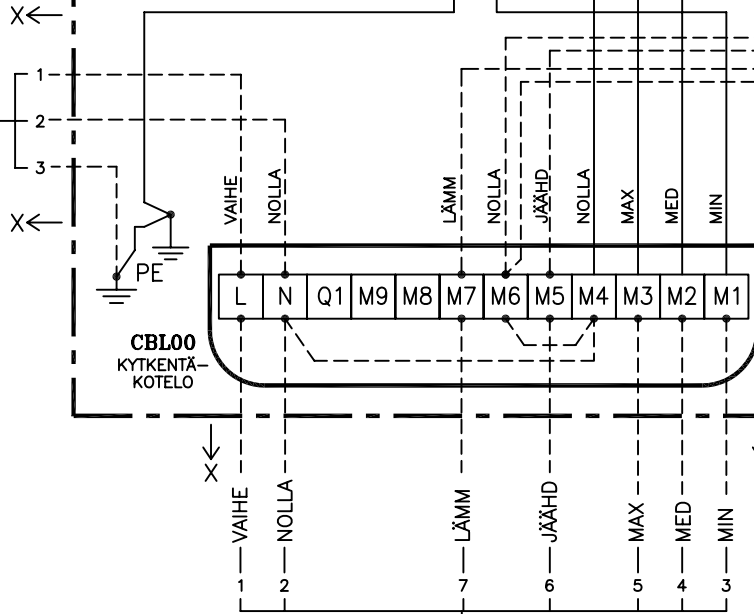 X
1
2
3
X
VAIHE
NOLLA
LÄMM
NOLLA
JÄÄHD
NOLLA
MAX
MED
MIN
PE
L N Q1 M9 M8 M7 M6 M5 M4 M3 M2 M1
CBL00
KYTKENTÄ-
KOTELO
X
VAIHE
NOLLA
LÄMM
JÄÄHD
MAX
MED
MIN
1 2 7 6 5 4 3